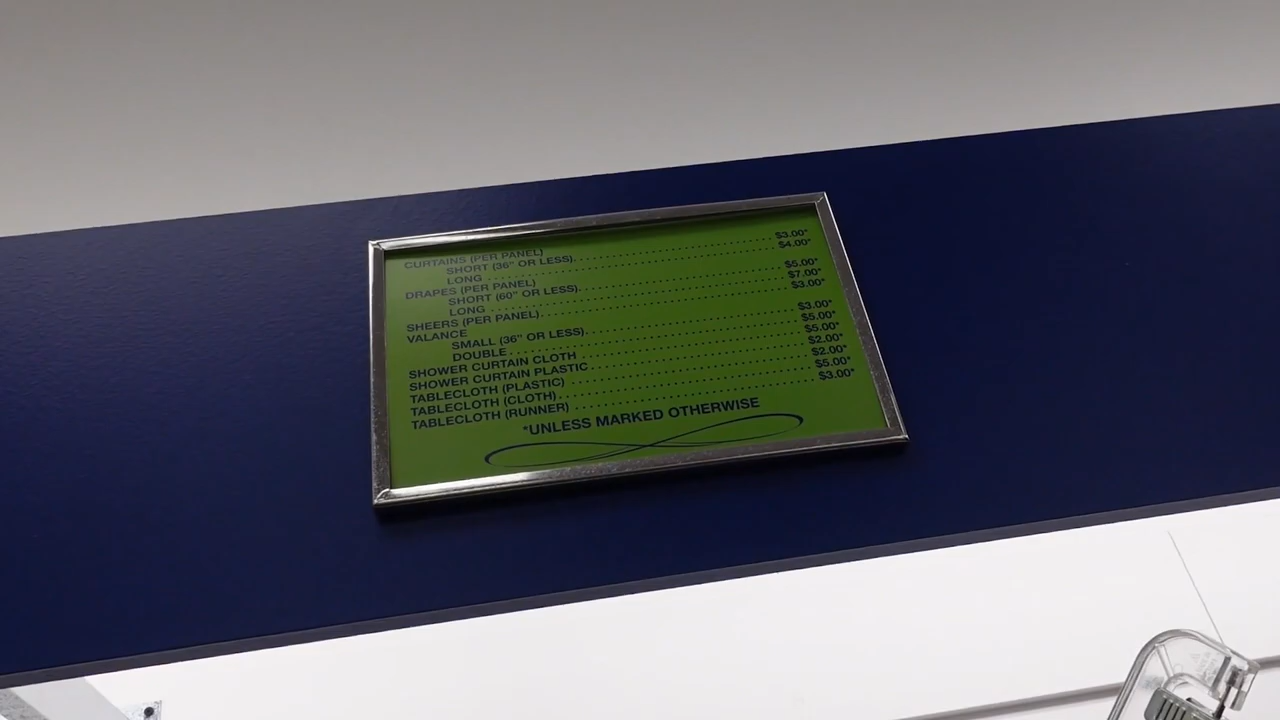 CURTAINS (PER PANEL)
SHORT (36" OR LESS) $3.00*
LONG $4.00*
DRAPES (PER PANEL)
SHORT (60" OR LESS) $5.00*
LONG $7.00*
SHEERS (PER PANEL) $3.00*
VALANCE
SMALL (36" OR LESS) $3.00*
DOUBLE $5.00*
SHOWER CURTAIN CLOTH $5.00*
SHOWER CURTAIN PLASTIC $2.00*
TABLECLOTH (PLASTIC) $2.00*
TABLECLOTH (CLOTH) $5.00*
TABLECLOTH (RUNNER) $3.00*
*UNLESS MARKED OTHERWISE